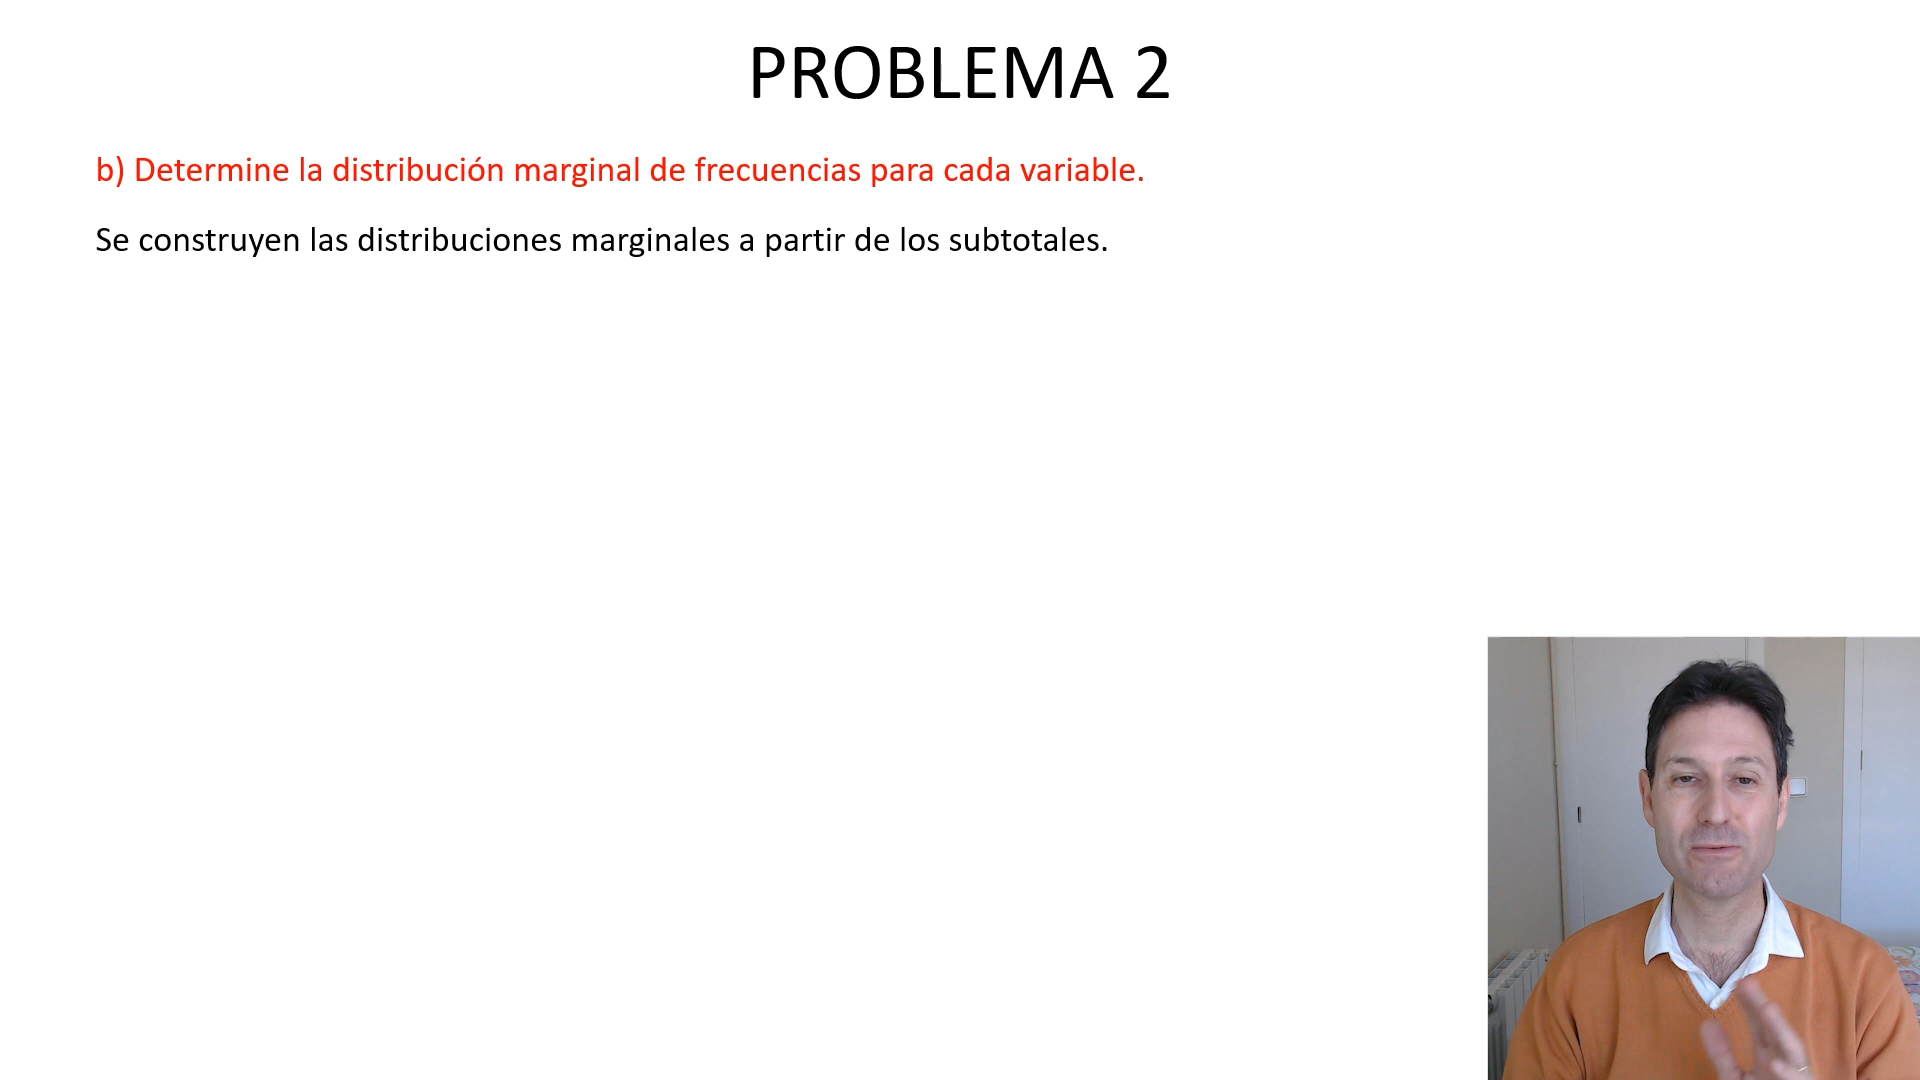 PROBLEMA 2
b) Determine la distribución marginal de frecuencias para cada variable.
Se construyen las distribuciones marginales a partir de los subtotales.